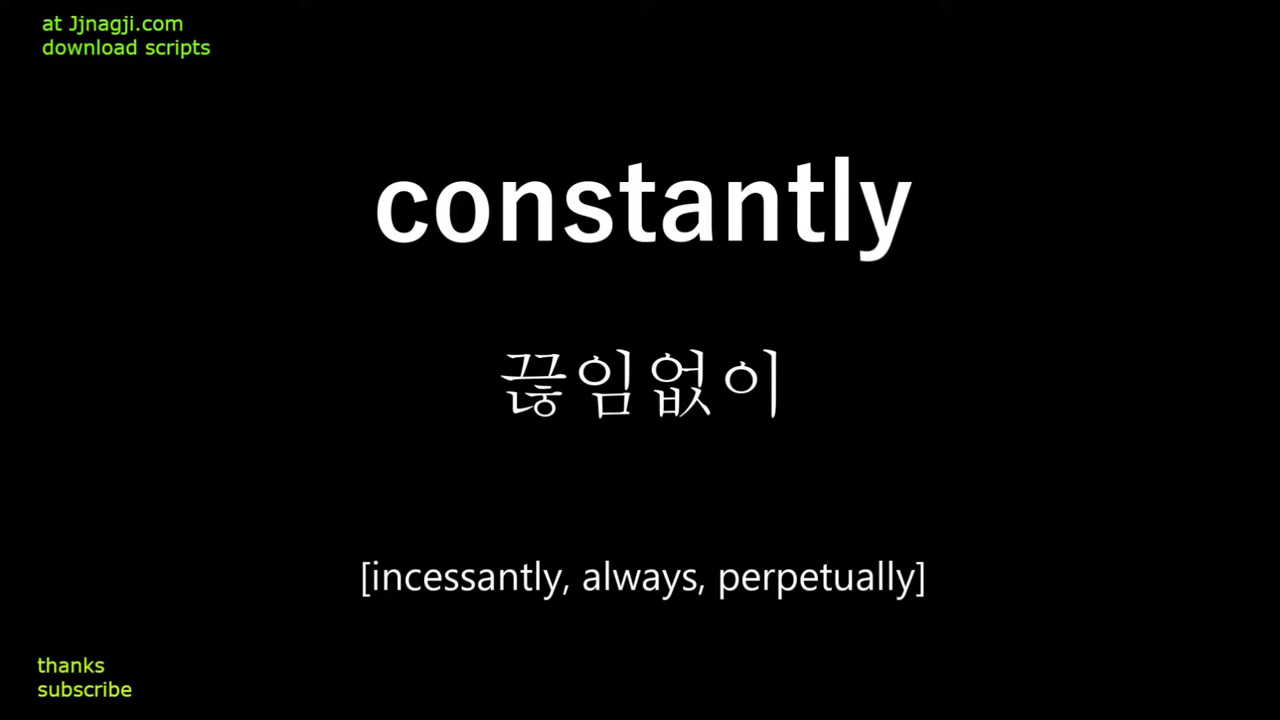 at Jjnagji.com
download scripts
constantly
끊임없이
[incessantly, always, perpetually]
thanks
subscribe